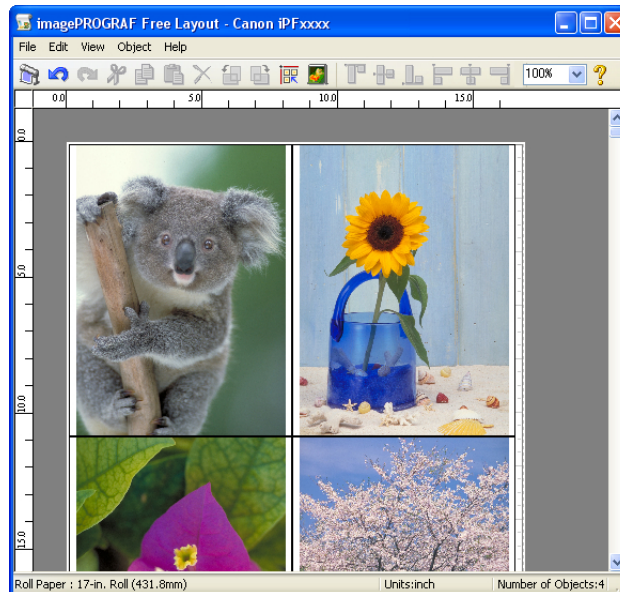 imagePROGRAF Free Layout - Canon iPFxxxx
File Edit View Object Help
100%
0.0 5.0 10.0 15.0
0.0
5.0
10.0
15.0
Roll Paper : 17-in. Roll (431.8mm) Units:inch Number of Objects:4